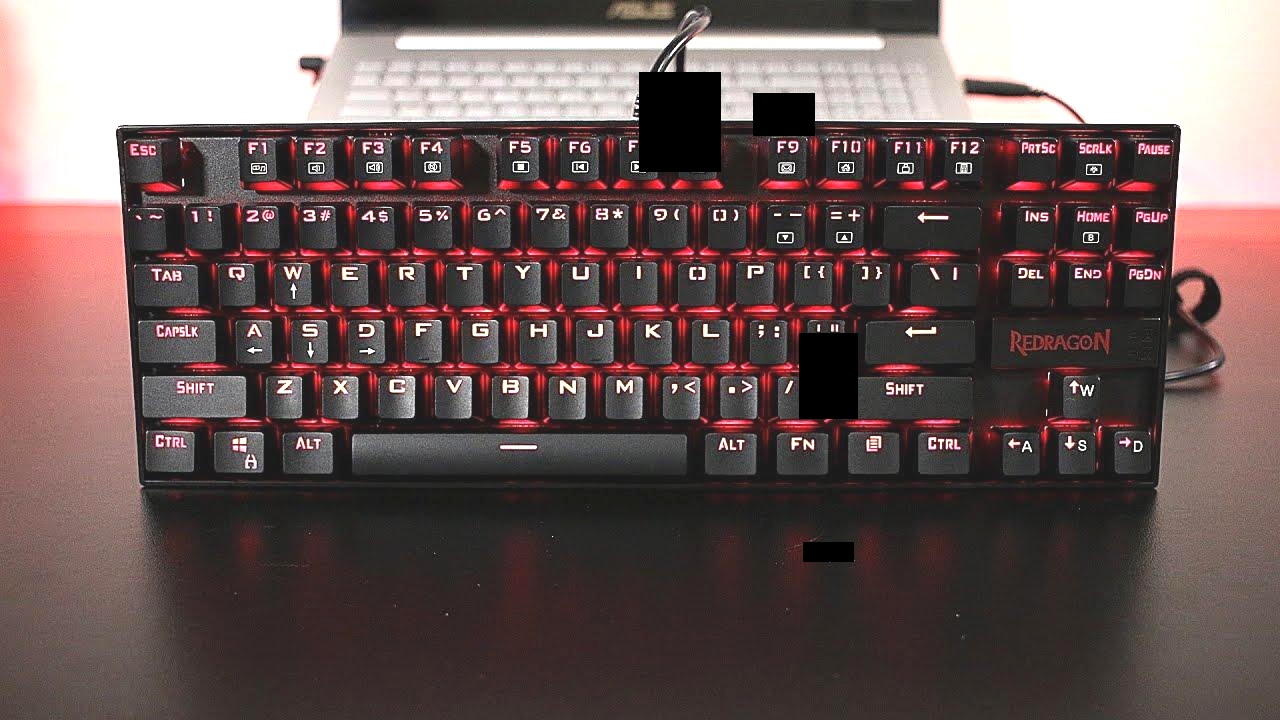 ASUS
ESC F1 F2 F3 F4 F5 F6 F9 F10 F11 F12 PRTSC SCRLK PAUSE
` ~ 1 ! 2 @ 3 # 4 $ 5 % 6 ^ 7 & 8 * 9 ( 0 ) - - = + ← INS HOME PGUP
B
TAB Q W E R T Y U I O P [ { ] } \ | DEL END PGDN
↑
CAPSLK A S D F G H J K L ; : ↵ REDRAGON
← ↓ →
SHIFT Z X C V B N M , < . > / SHIFT ↑W
CTRL ALT ALT FN CTRL ←A ↓S →D